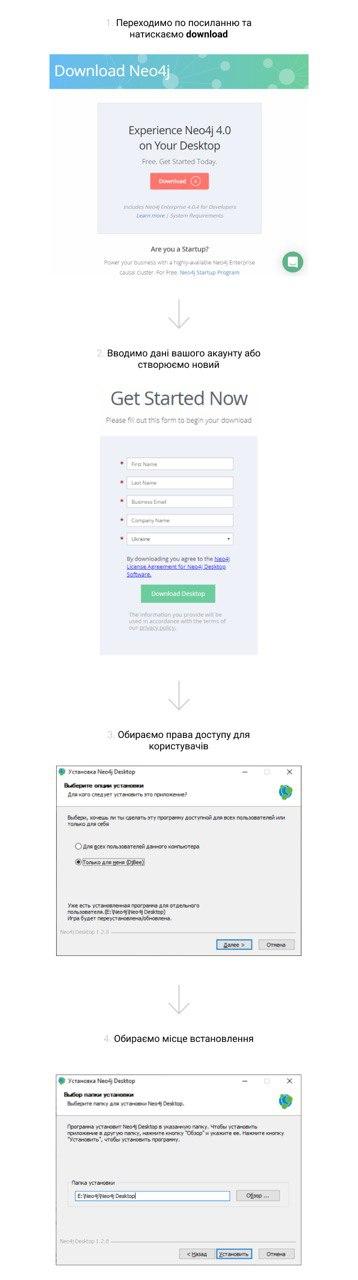 1. Переходимо по посиланню та
натискаємо download
Download Neo4j
Experience Neo4j 4.0
on Your Desktop
Free. Get Started Today.
Download
Includes Neo4j Enterprise 4.0.4 for Developers
Learn more | System Requirements
Are you a Startup?
Power your business with a highly-available Neo4j Enterprise
causal cluster. For Free. Neo4j Startup Program
2. Вводимо дані вашого акаунту або
створюємо новий
Get Started Now
Please fill out this form to begin your download
* First Name
* Last Name
* Business Email
* Company Name
* Ukraine
By downloading you agree to the Neo4j
License Agreement for Neo4j Desktop
Software.
Download Desktop
The information you provide will be
used in accordance with the terms of
our privacy policy.
3. Обираємо права доступу для
користувачів
Установка Neo4j Desktop
Выберите опции установки
Для кого следует установить это приложение?
Выбери, хочешь ли ты сделать эту программу доступной для всех пользователей или
только для себя
Для всех пользователей данного компьютера
Только для меня (DjBee)
Уже есть установленная программа для отдельного
пользователя. (E:\Neo4j\Neo4j Desktop)
Игра будет переустановлена/обновлена.
Neo4j Desktop 1.2.8
Далее > Отмена
4. Обираємо місце встановлення
Установка Neo4j Desktop
Выбор папки установки
Выберите папку для установки Neo4j Desktop.
Программа установит Neo4j Desktop в указанную папку. Чтобы установить
приложение в другую папку, нажмите кнопку "Обзор" и укажите ее. Нажмите кнопку
"Установить", чтобы установить программу.
Папка установки
E:\Neo4j\Neo4j Desktop Обзор ...
Neo4j Desktop 1.2.8
< Назад Установить Отмена